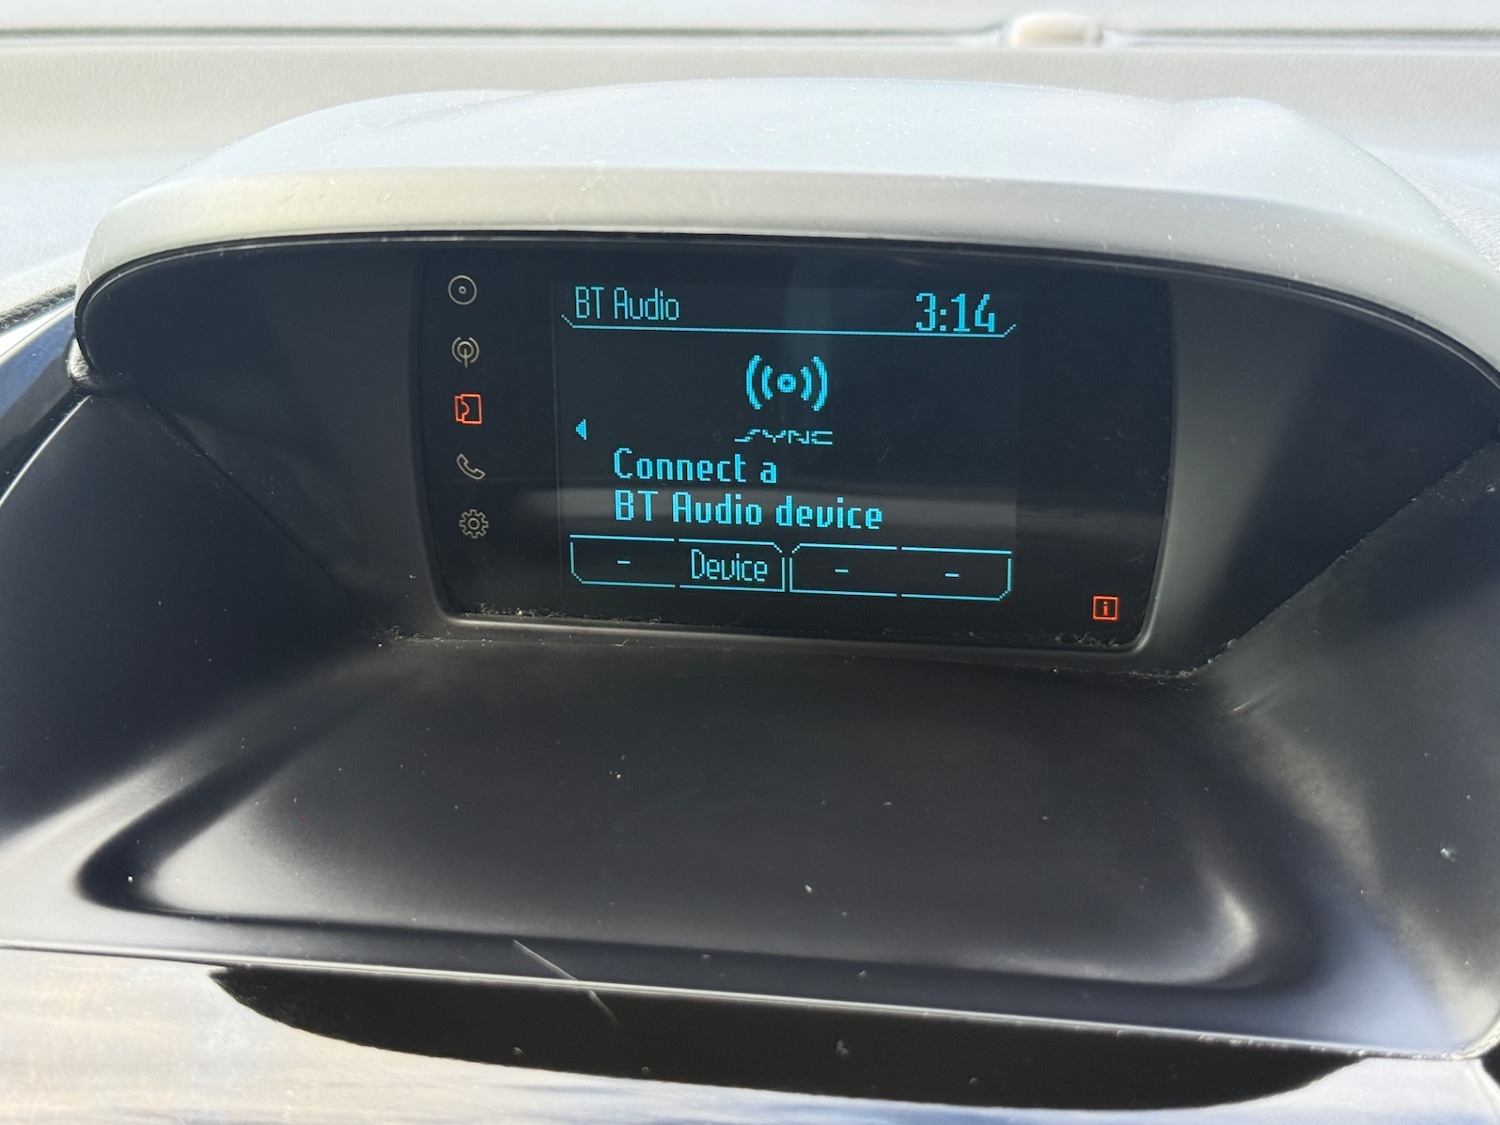 BT Audio 3:14
SYNC
Connect a
BT Audio device
- Device - -
i